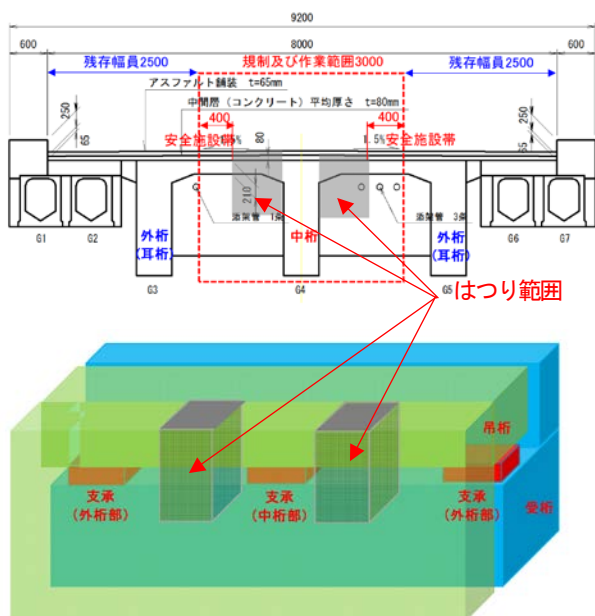 9200
600
8000
600
残存幅員2500
規制及び作業範囲3000
残存幅員2500
アスファルト舗装 t=65mm
中間層（コンクリート）平均厚さ t=80mm
250
65
400
400
250
65
安全施設帯
80
1.5%
安全施設帯
210
添架管 1条
添架管 3条
G1
G2
外桁
（耳桁）
中桁
外桁
（耳桁）
G6
G7
G3
G4
G5
はつり範囲
吊桁
支承
（外桁部）
支承
（中桁部）
支承
（外桁部）
受桁